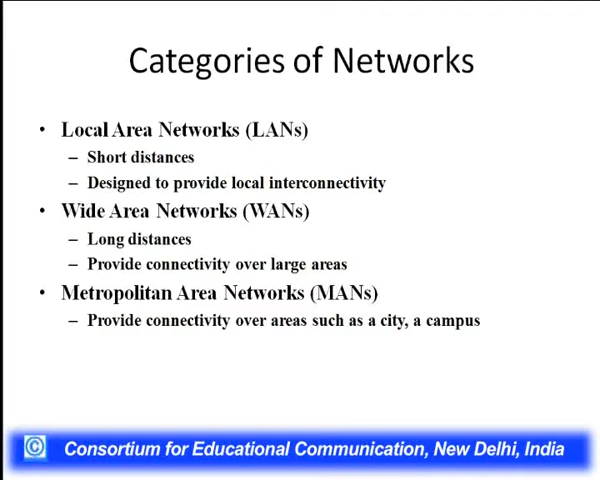 Categories of Networks
• Local Area Networks (LANs)
– Short distances
– Designed to provide local interconnectivity
• Wide Area Networks (WANs)
– Long distances
– Provide connectivity over large areas
• Metropolitan Area Networks (MANs)
– Provide connectivity over areas such as a city, a campus
© Consortium for Educational Communication, New Delhi, India